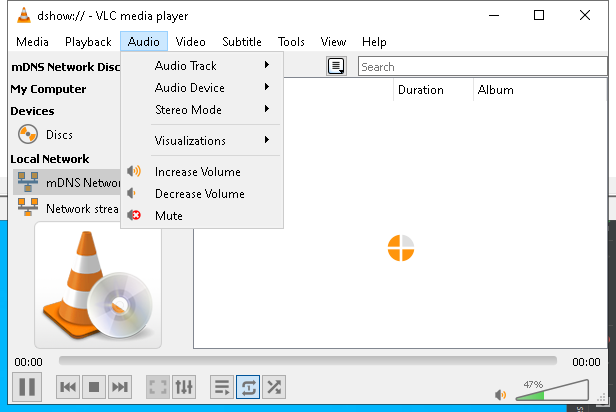 dshow:// - VLC media player
Media Playback Audio Video Subtitle Tools View Help
mDNS Network Disc
My Computer
Devices
Discs
Local Network
mDNS Networ
Network strea
Audio Track
Audio Device
Stereo Mode
Visualizations
Increase Volume
Decrease Volume
Mute
Search
Duration Album
00:00 00:00
47%